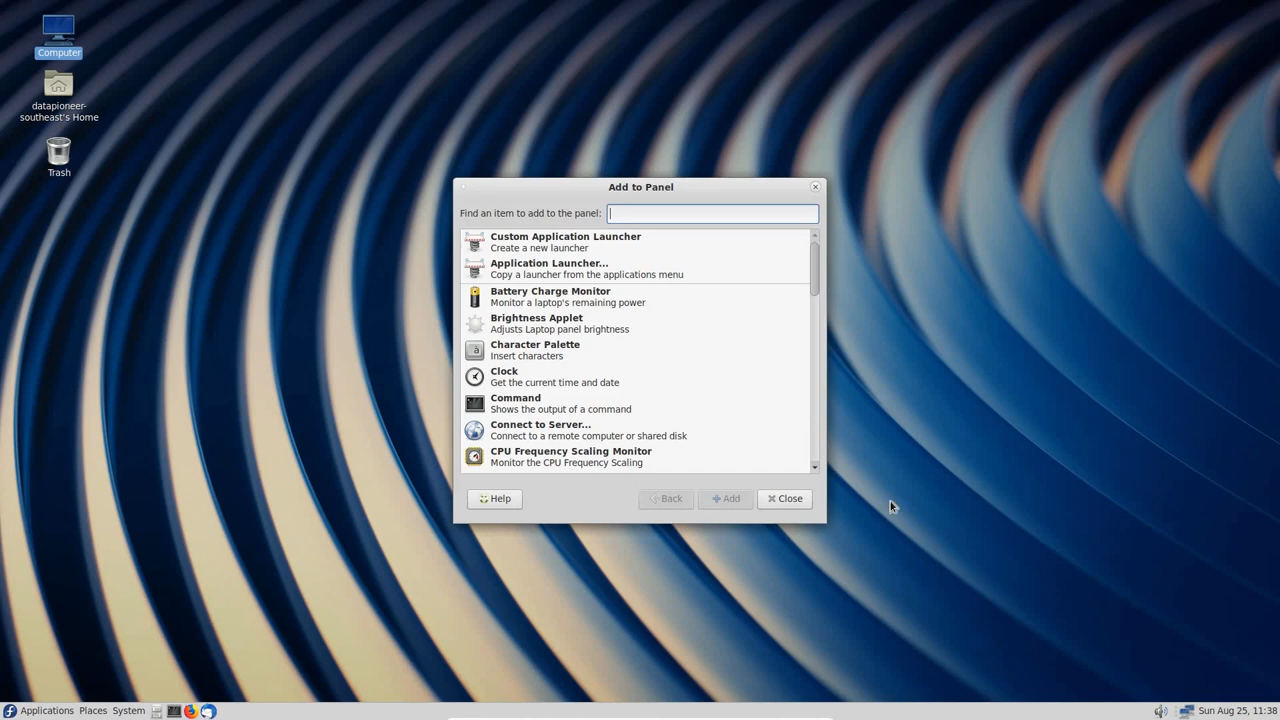 Computer
datapioneer-
southeast's Home
Trash
Add to Panel
Find an item to add to the panel:
Custom Application Launcher
Create a new launcher
Application Launcher...
Copy a launcher from the applications menu
Battery Charge Monitor
Monitor a laptop's remaining power
Brightness Applet
Adjusts Laptop panel brightness
Character Palette
Insert characters
Clock
Get the current time and date
Command
Shows the output of a command
Connect to Server...
Connect to a remote computer or shared disk
CPU Frequency Scaling Monitor
Monitor the CPU Frequency Scaling
Help Back Add Close
Applications Places System Sun Aug 25, 11:38